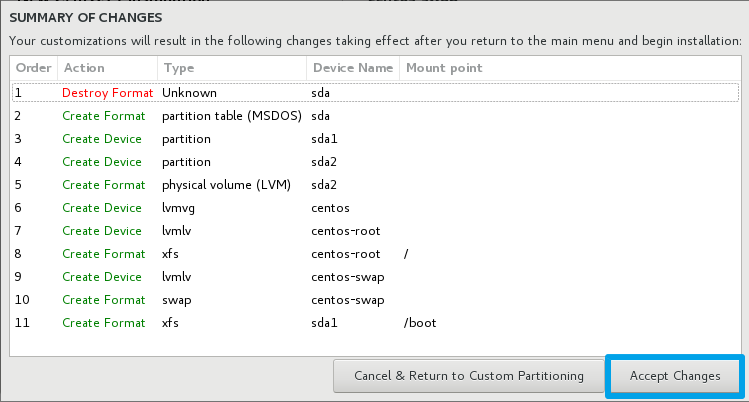 SUMMARY OF CHANGES
Your customizations will result in the following changes taking effect after you return to the main menu and begin installation:
Order Action Type Device Name Mount point
1 Destroy Format Unknown sda
2 Create Format partition table (MSDOS) sda
3 Create Device partition sda1
4 Create Device partition sda2
5 Create Format physical volume (LVM) sda2
6 Create Device lvmvg centos
7 Create Device lvmlv centos-root
8 Create Format xfs centos-root /
9 Create Device lvmlv centos-swap
10 Create Format swap centos-swap
11 Create Format xfs sda1 /boot
Cancel & Return to Custom Partitioning Accept Changes